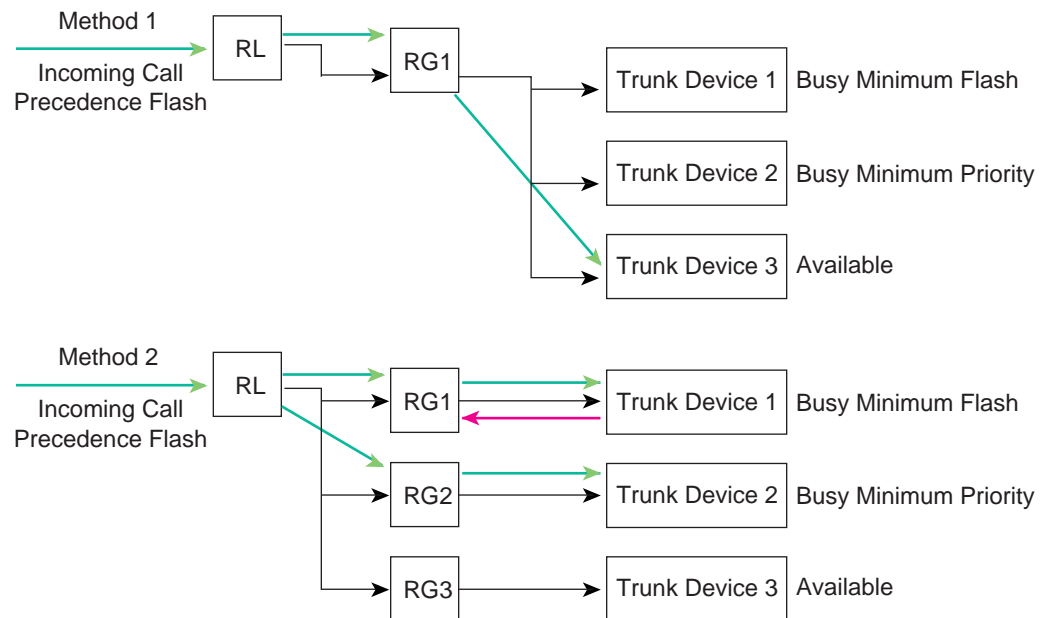 Method 1
Incoming Call
Precedence Flash
RL
RG1
Trunk Device 1
Busy Minimum Flash
Trunk Device 2
Busy Minimum Priority
Trunk Device 3
Available
Method 2
Incoming Call
Precedence Flash
RL
RG1
Trunk Device 1
Busy Minimum Flash
RG2
Trunk Device 2
Busy Minimum Priority
RG3
Trunk Device 3
Available